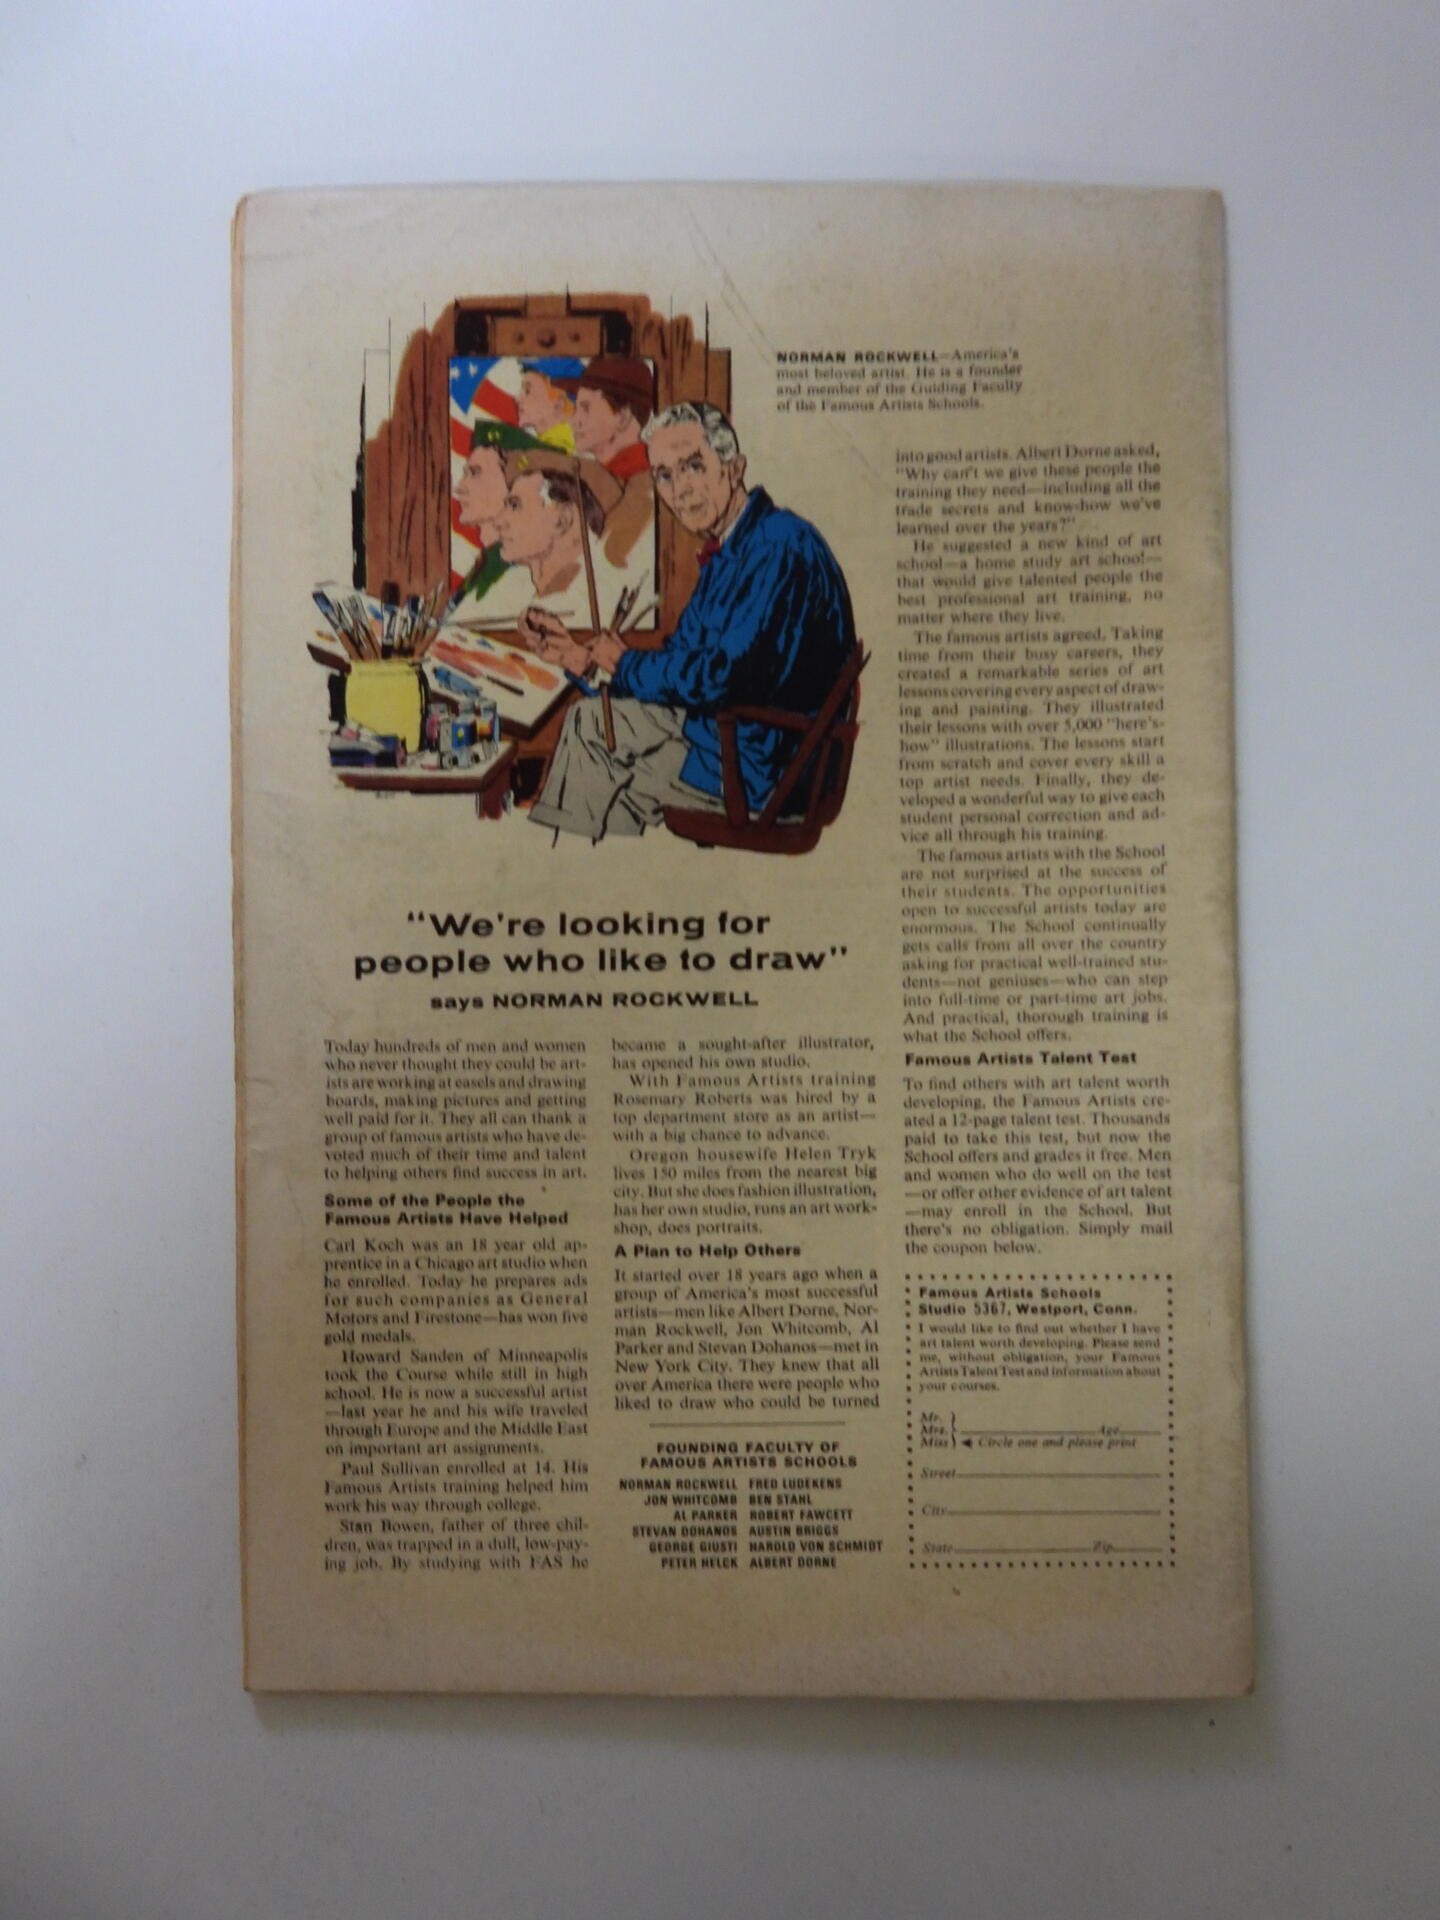 NORMAN ROCKWELL—America's
most beloved artist. He is a founder
and member of the Guiding Faculty
of the Famous Artists Schools.
"We're looking for
people who like to draw"
says NORMAN ROCKWELL
Today hundreds of men and women
who never thought they could be art-
ists are working at easels and drawing
boards, making pictures and getting
well paid for it. They all can thank a
group of famous artists who have de-
voted much of their time and talent
to helping others find success in art.
Some of the People the
Famous Artists Have Helped
Carl Koch was an 18 year old ap-
prentice in a Chicago art studio when
he enrolled. Today he prepares ads
for such companies as General
Motors and Firestone—has won five
gold medals.
Howard Sanden of Minneapolis
took the Course while still in high
school. He is now a successful artist
—last year he and his wife traveled
through Europe and the Middle East
on important art assignments.
Paul Sullivan enrolled at 14. His
Famous Artists training helped him
work his way through college.
Stan Bowen, father of three chil-
dren, was trapped in a dull, low-pay-
ing job. By studying with FAS he
became a sought-after illustrator,
has opened his own studio.
With Famous Artists training
Rosemary Roberts was hired by a
top department store as an artist—
with a big chance to advance.
Oregon housewife Helen Tryk
lives 150 miles from the nearest big
city. But she does fashion illustration,
has her own studio, runs an art work-
shop, does portraits.
A Plan to Help Others
It started over 18 years ago when a
group of America's most successful
artists—men like Albert Dorne, Nor-
man Rockwell, Jon Whitcomb, Al
Parker and Stevan Dohanos—met in
New York City. They knew that all
over America there were people who
liked to draw who could be turned
FOUNDING FACULTY OF
FAMOUS ARTISTS SCHOOLS
NORMAN ROCKWELL FRED LUDEKENS
JON WHITCOMB BEN STAHL
AL PARKER ROBERT FAWCETT
STEVAN DOHANOS AUSTIN BRIGGS
GEORGE GIUSTI HAROLD VON SCHMIDT
PETER HELCK ALBERT DORNE
into good artists. Albert Dorne asked,
"Why can't we give these people the
training they need—including all the
trade secrets and know-how we've
learned over the years?"
He suggested a new kind of art
school—a home study art school—
that would give talented people the
best professional art training, no
matter where they live.
The famous artists agreed. Taking
time from their busy careers, they
created a remarkable series of art
lessons covering every aspect of draw-
ing and painting. They illustrated
their lessons with over 5,000 "here's-
how" illustrations. The lessons start
from scratch and cover every skill a
top artist needs. Finally, they de-
veloped a wonderful way to give each
student personal correction and ad-
vice all through his training.
The famous artists with the School
are not surprised at the success of
their students. The opportunities
open to successful artists today are
enormous. The School continually
gets calls from all over the country
asking for practical well-trained stu-
dents—not geniuses—who can step
into full-time or part-time art jobs.
And practical, thorough training is
what the School offers.
Famous Artists Talent Test
To find others with art talent worth
developing, the Famous Artists cre-
ated a 12-page talent test. Thousands
paid to take this test, but now the
School offers and grades it free. Men
and women who do well on the test
—or offer other evidence of art talent
—may enroll in the School. But
there's no obligation. Simply mail
the coupon below.
Famous Artists Schools
Studio 5367, Westport, Conn.
I would like to find out whether I have
art talent worth developing. Please send
me, without obligation, your Famous
Artists Talent Test and information about
your courses.
Mr.
Mrs. Age
Miss Circle one and please print
Street
City
State Zip